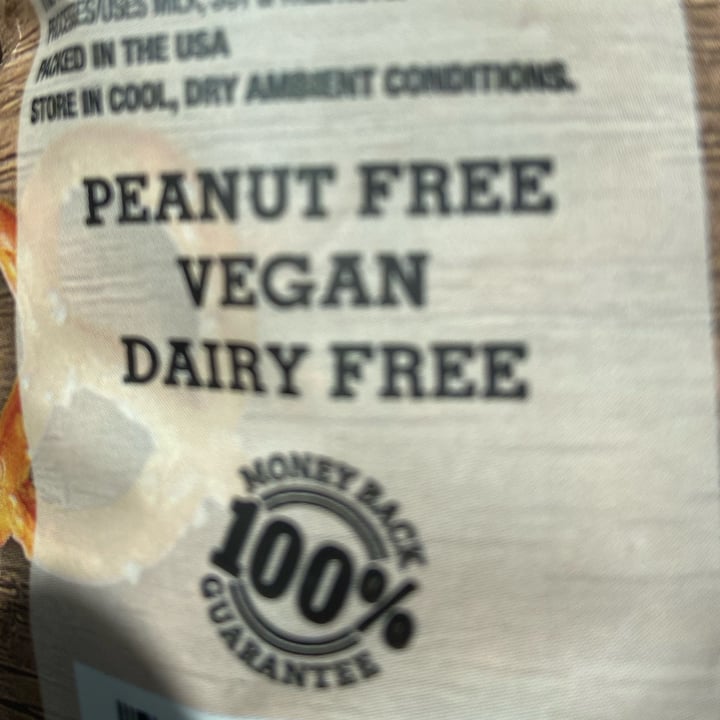 MILK,
PACKED IN THE USA
STORE IN COOL, DRY AMBIENT CONDITIONS.
PEANUT FREE
VEGAN
DAIRY FREE
MONEY BACK
100%
GUARANTEE